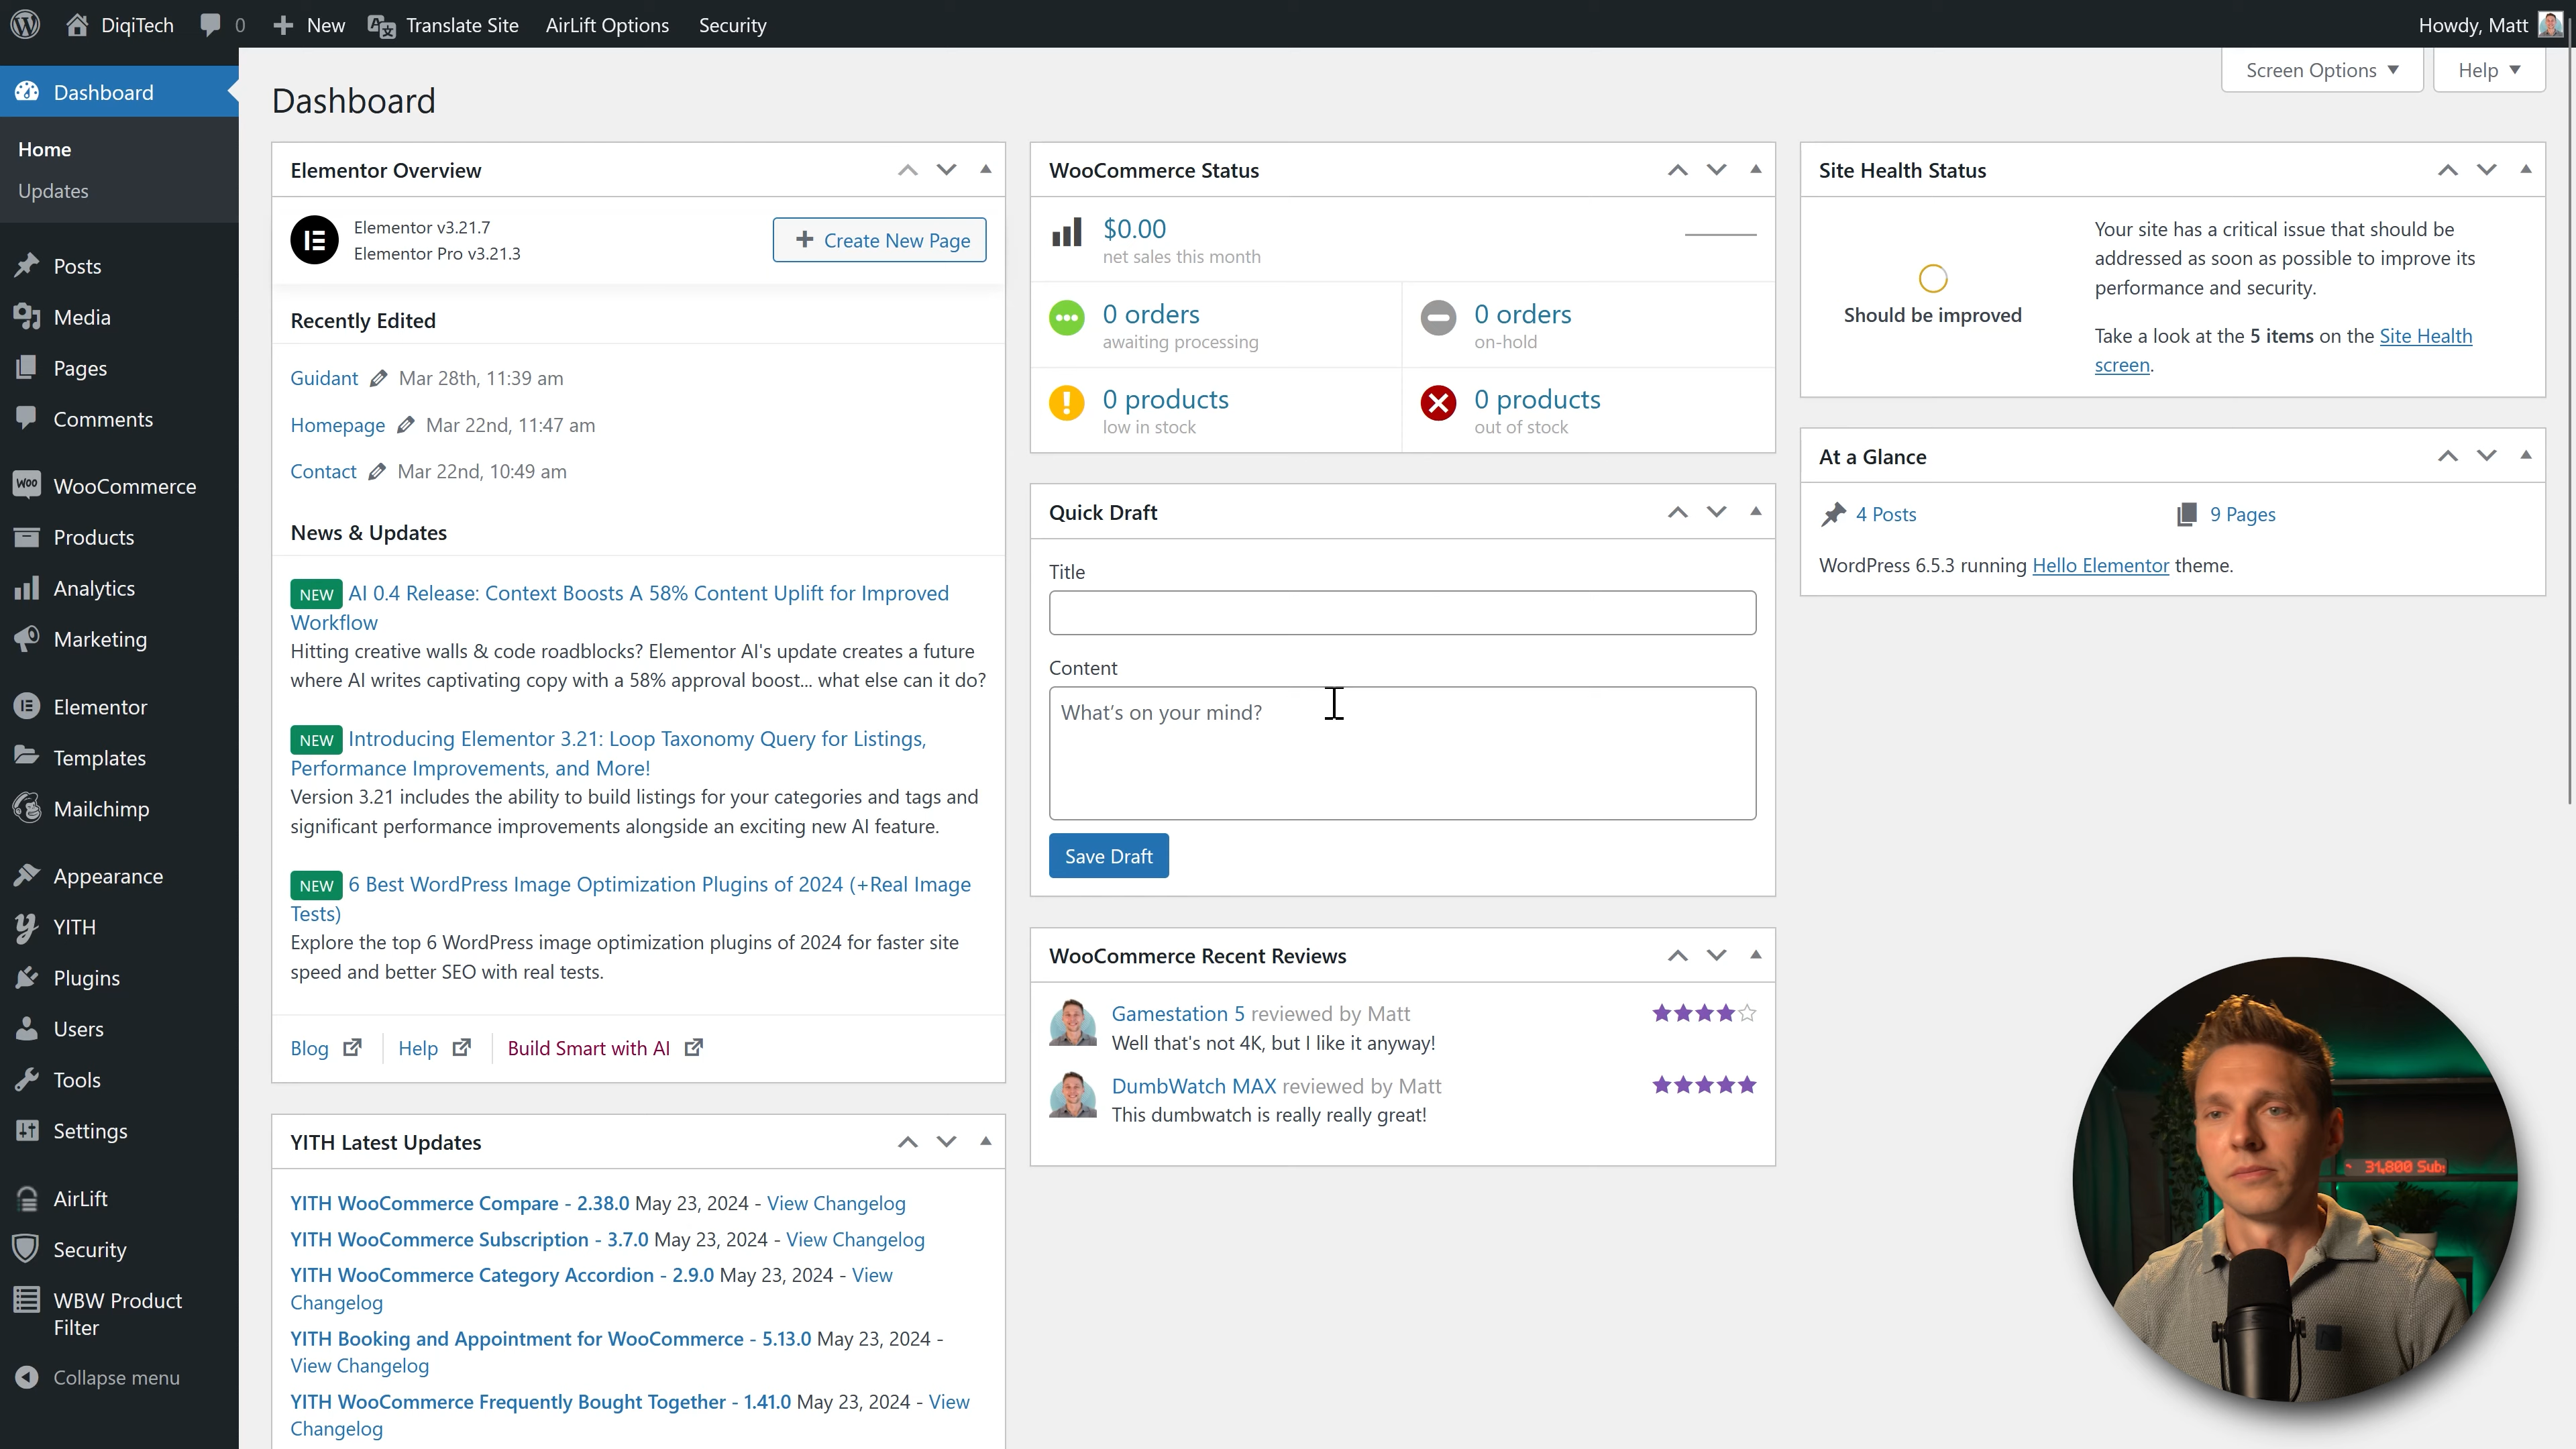 DiqiTech
0
New
Translate Site
AirLift Options
Security
Howdy, Matt
Screen Options
Help
Dashboard
Home
Updates
Posts
Media
Pages
Comments
WooCommerce
Products
Analytics
Marketing
Elementor
Templates
Mailchimp
Appearance
YITH
Plugins
Users
Tools
Settings
AirLift
Security
WBW Product
Filter
Collapse menu
Dashboard
Elementor Overview
Elementor v3.21.7
Elementor Pro v3.21.3
Create New Page
Recently Edited
Guidant Mar 28th, 11:39 am
Homepage Mar 22nd, 11:47 am
Contact Mar 22nd, 10:49 am
News & Updates
NEW AI 0.4 Release: Context Boosts A 58% Content Uplift for Improved
Workflow
Hitting creative walls & code roadblocks? Elementor AI's update creates a future
where AI writes captivating copy with a 58% approval boost... what else can it do?
NEW Introducing Elementor 3.21: Loop Taxonomy Query for Listings,
Performance Improvements, and More!
Version 3.21 includes the ability to build listings for your categories and tags and
significant performance improvements alongside an exciting new AI feature.
NEW 6 Best WordPress Image Optimization Plugins of 2024 (+Real Image
Tests)
Explore the top 6 WordPress image optimization plugins of 2024 for faster site
speed and better SEO with real tests.
Blog
Help
Build Smart with AI
YITH Latest Updates
YITH WooCommerce Compare - 2.38.0 May 23, 2024 - View Changelog
YITH WooCommerce Subscription - 3.7.0 May 23, 2024 - View Changelog
YITH WooCommerce Category Accordion - 2.9.0 May 23, 2024 - View
Changelog
YITH Booking and Appointment for WooCommerce - 5.13.0 May 23, 2024 -
View Changelog
YITH WooCommerce Frequently Bought Together - 1.41.0 May 23, 2024 - View
Changelog
WooCommerce Status
$0.00
net sales this month
0 orders
awaiting processing
0 orders
on-hold
0 products
low in stock
0 products
out of stock
Quick Draft
Title
Content
What's on your mind?
Save Draft
WooCommerce Recent Reviews
Gamestation 5 reviewed by Matt
Well that's not 4K, but I like it anyway!
DumbWatch MAX reviewed by Matt
This dumbwatch is really really great!
Site Health Status
Should be improved
Your site has a critical issue that should be
addressed as soon as possible to improve its
performance and security.
Take a look at the 5 items on the Site Health
screen.
At a Glance
4 Posts
9 Pages
WordPress 6.5.3 running Hello Elementor theme.
31,800 Sub